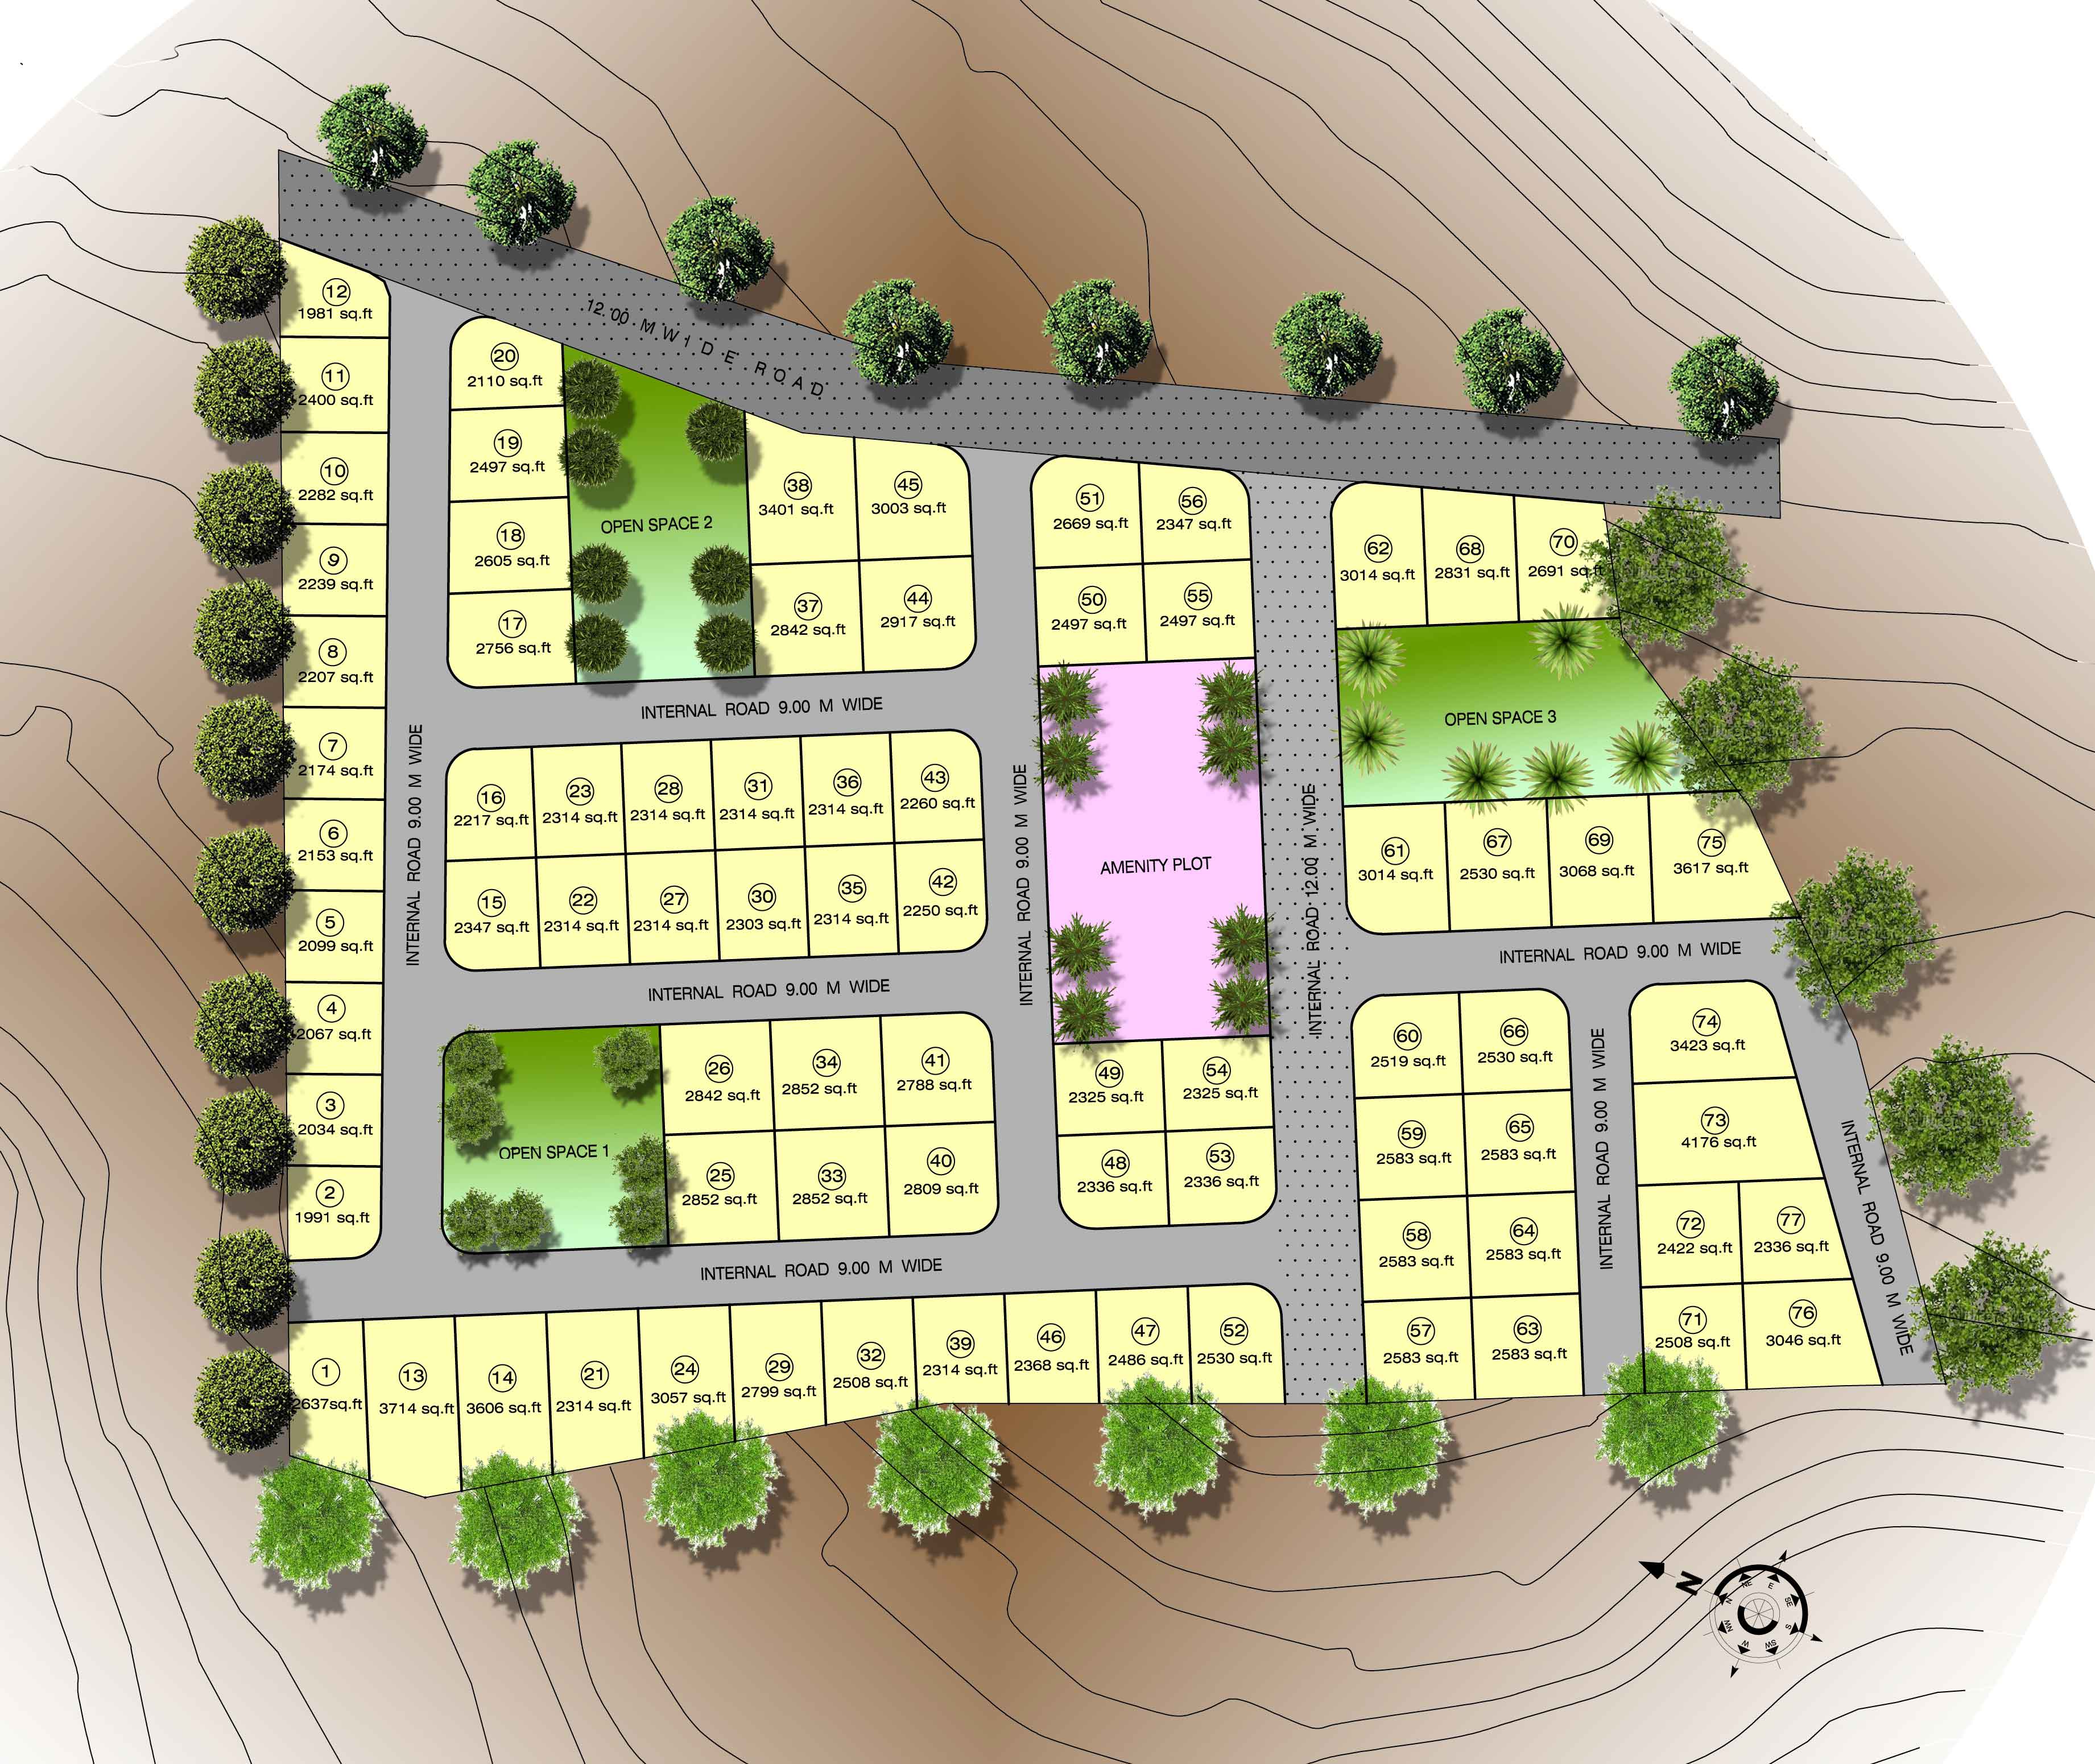 12.00 M WIDE ROAD
12
1981 sq.ft
11
2400 sq.ft
10
2282 sq.ft
9
2239 sq.ft
8
2207 sq.ft
7
2174 sq.ft
6
2153 sq.ft
5
2099 sq.ft
4
2067 sq.ft
3
2034 sq.ft
2
1991 sq.ft
INTERNAL ROAD 9.00 M WIDE
20
2110 sq.ft
19
2497 sq.ft
18
2605 sq.ft
17
2756 sq.ft
OPEN SPACE 2
38
3401 sq.ft
45
3003 sq.ft
37
2842 sq.ft
44
2917 sq.ft
INTERNAL ROAD 9.00 M WIDE
16
2217 sq.ft
23
2314 sq.ft
28
2314 sq.ft
31
2314 sq.ft
36
2314 sq.ft
43
2260 sq.ft
15
2347 sq.ft
22
2314 sq.ft
27
2314 sq.ft
30
2303 sq.ft
35
2314 sq.ft
42
2250 sq.ft
INTERNAL ROAD 9.00 M WIDE
OPEN SPACE 1
26
2842 sq.ft
34
2852 sq.ft
41
2788 sq.ft
25
2852 sq.ft
33
2852 sq.ft
40
2809 sq.ft
INTERNAL ROAD 9.00 M WIDE
1
2637sq.ft
13
3714 sq.ft
14
3606 sq.ft
21
2314 sq.ft
24
3057 sq.ft
29
2799 sq.ft
32
2508 sq.ft
39
2314 sq.ft
46
2368 sq.ft
47
2486 sq.ft
52
2530 sq.ft
INTERNAL ROAD 9.00 M WIDE
51
2669 sq.ft
56
2347 sq.ft
50
2497 sq.ft
55
2497 sq.ft
AMENITY PLOT
49
2325 sq.ft
54
2325 sq.ft
48
2336 sq.ft
53
2336 sq.ft
INTERNAL ROAD 12.00 M WIDE
62
3014 sq.ft
68
2831 sq.ft
70
2691 sq.ft
OPEN SPACE 3
61
3014 sq.ft
67
2530 sq.ft
69
3068 sq.ft
75
3617 sq.ft
INTERNAL ROAD 9.00 M WIDE
60
2519 sq.ft
66
2530 sq.ft
59
2583 sq.ft
65
2583 sq.ft
58
2583 sq.ft
64
2583 sq.ft
57
2583 sq.ft
63
2583 sq.ft
INTERNAL ROAD 9.00 M WIDE
74
3423 sq.ft
73
4176 sq.ft
72
2422 sq.ft
77
2336 sq.ft
71
2508 sq.ft
76
3046 sq.ft
INTERNAL ROAD 9.00 M WIDE
N
N
NE
E
SE
S
SW
W
NW